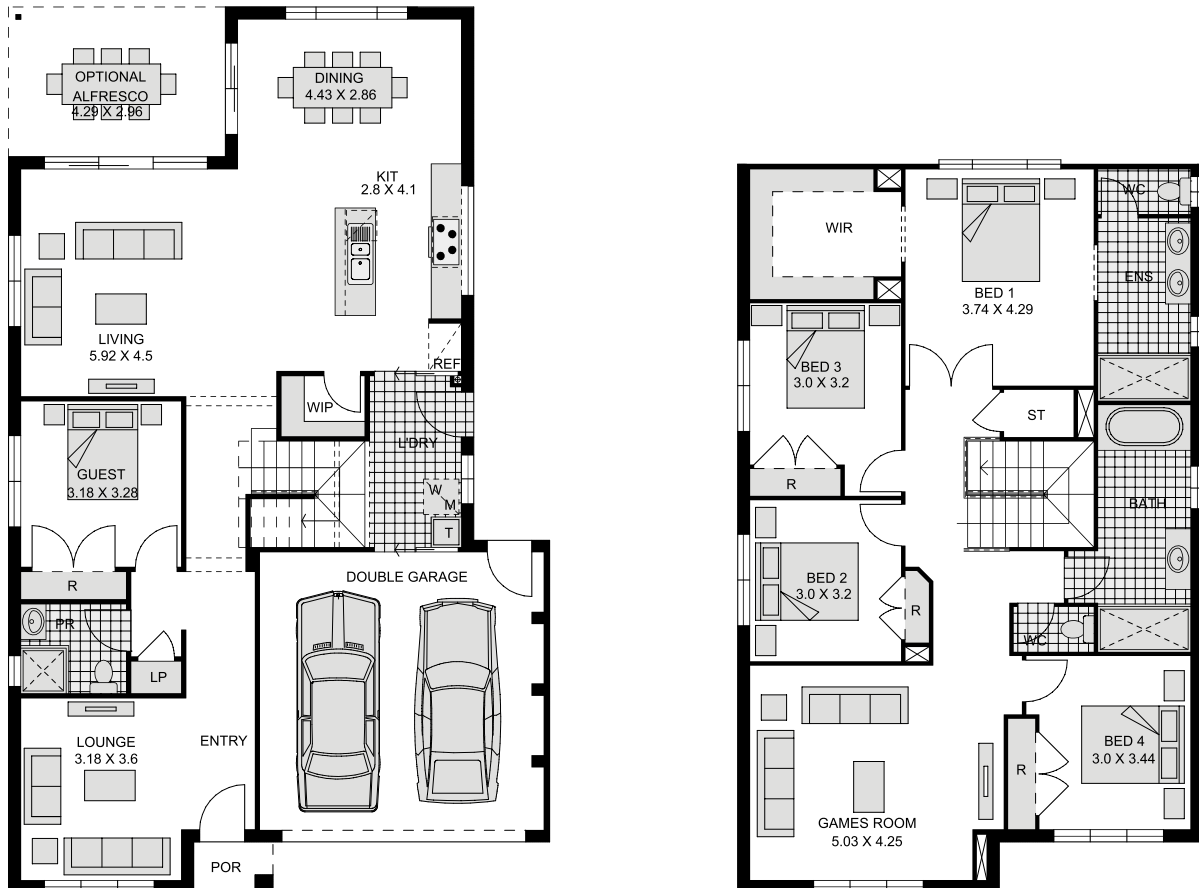 OPTIONAL
ALFRESCO
4.29 X 2.96
DINING
4.43 X 2.86
KIT
2.8 X 4.1
LIVING
5.92 X 4.5
REF
WIP
L'DRY
GUEST
3.18 X 3.28
W
M
T
R
DOUBLE GARAGE
PR
LP
LOUNGE
3.18 X 3.6
ENTRY
POR
WIR
WC
ENS
BED 1
3.74 X 4.29
BED 3
3.0 X 3.2
ST
R
BATH
BED 2
3.0 X 3.2
R
WC
BED 4
3.0 X 3.44
R
GAMES ROOM
5.03 X 4.25